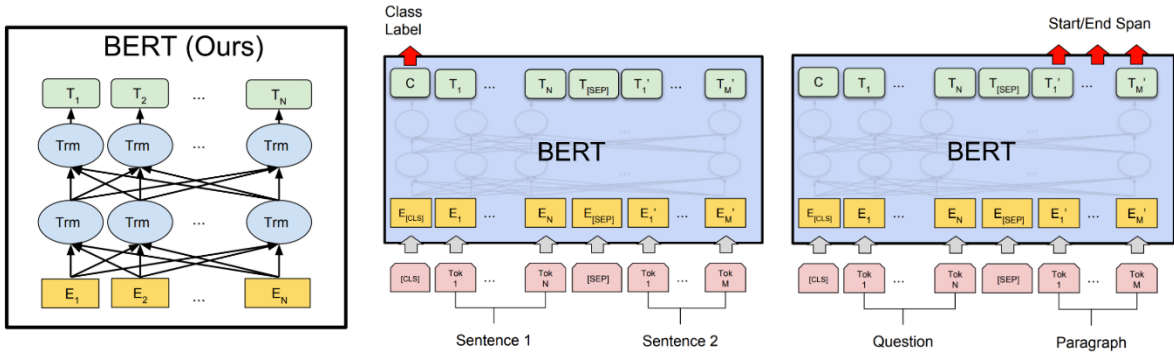 BERT (Ours)
T1 T2 ... TN
Trm Trm ... Trm
Trm Trm ... Trm
E1 E2 ... EN
Class
Label
C T1 ... TN T[SEP] T1' ... TM'
...
...
BERT
E[CLS] E1 ... EN E[SEP] E1' ... EM'
[CLS] Tok 1 ... Tok N [SEP] Tok 1 ... Tok M
Sentence 1 Sentence 2
Start/End Span
C T1 ... TN T[SEP] T1' ... TM'
...
...
BERT
E[CLS] E1 ... EN E[SEP] E1' ... EM'
[CLS] Tok 1 ... Tok N [SEP] Tok 1 ... Tok M
Question Paragraph